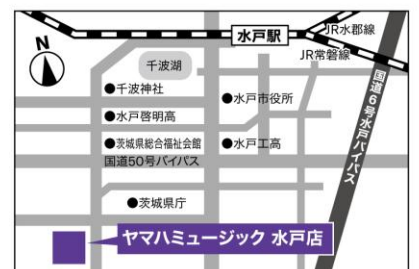 N
水戸駅
JR水郡線
JR常磐線
千波湖
●千波神社
●水戸市役所
●水戸啓明高
●茨城県総合福祉会館
●水戸工高
国道50号バイパス
国道6号水戸バイパス
●茨城県庁
ヤマハミュージック 水戸店